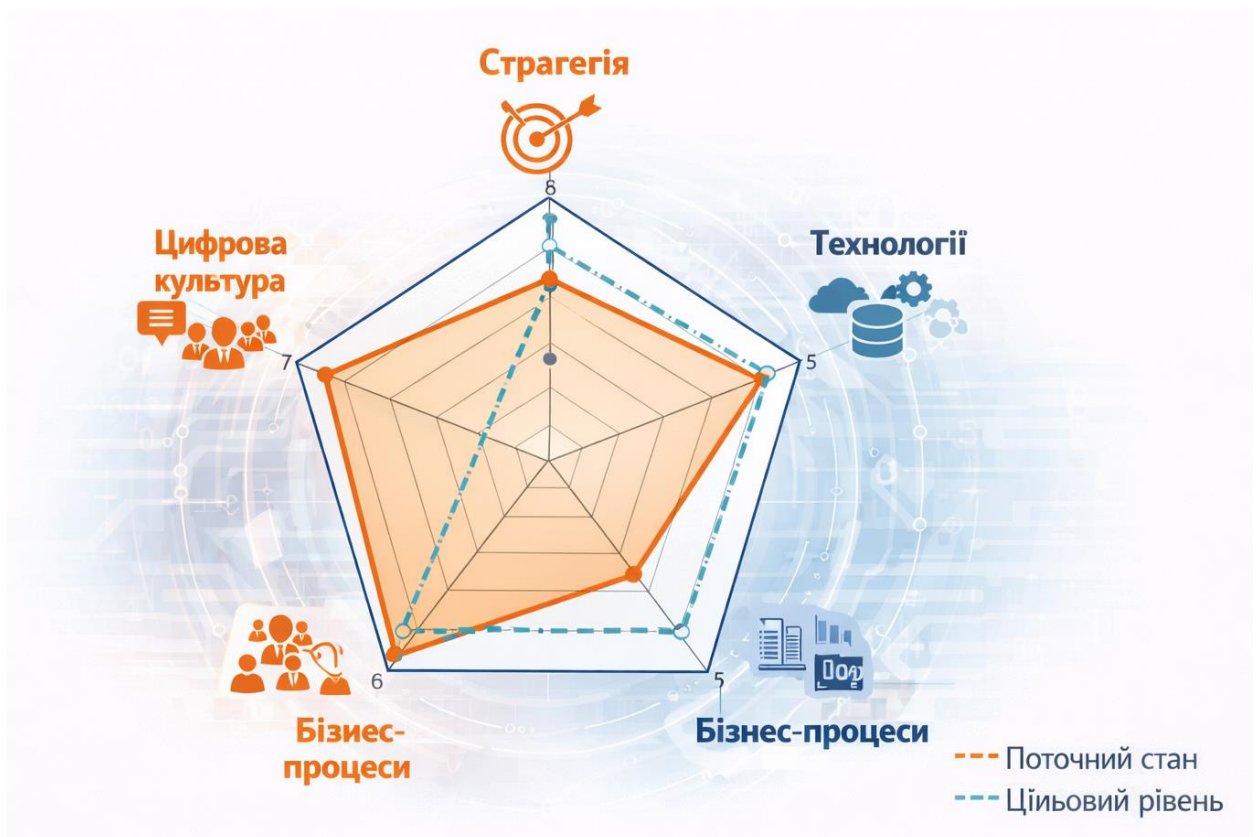 Страгегія
8
Цифрова
культура
Технології
7
5
6
5
Бізиес-
процеси
Бізнес-процеси
Поточний стан
Ціиьовий рівень